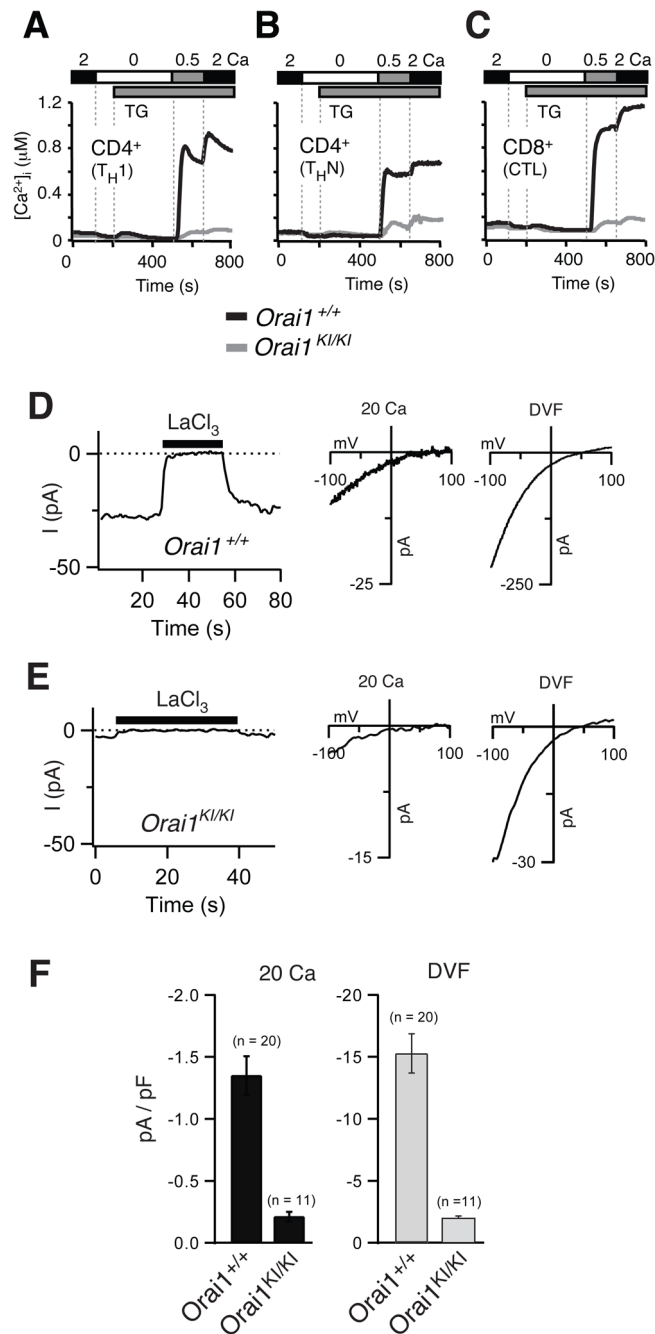 A
B
C
2 0 0.5 2 Ca
0 0.5 2 Ca
2
2 0 0.5 2 Ca
TG
TG
TG
1.2
0.8
0.4
0
[Ca²⁺]ᵢ (μM)
CD4⁺
(T_H1)
CD4⁺
(T_HN)
CD8⁺
(CTL)
0 400 800
0 400 800
0 400 800
Time (s)
Time (s)
Time (s)
Orai1⁺/⁺
Orai1ᴷᴵ/ᴷᴵ
D
LaCl₃
0
-50
I (pA)
Orai1⁺/⁺
20 40 60 80
Time (s)
20 Ca
mV
-100
100
pA
-25
DVF
mV
-100
100
pA
-250
E
LaCl₃
0
-50
I (pA)
Orai1ᴷᴵ/ᴷᴵ
0 20 40
Time (s)
20 Ca
mV
-100
100
pA
-15
DVF
mV
-100
100
pA
-30
F
20 Ca
DVF
-2.0
-1.5
-1.0
-0.5
0.0
pA / pF
(n = 20)
(n = 11)
Orai1⁺/⁺
Orai1ᴷᴵ/ᴷᴵ
-20
-15
-10
-5
0
(n = 20)
(n =11)
Orai1⁺/⁺
Orai1ᴷᴵ/ᴷᴵ